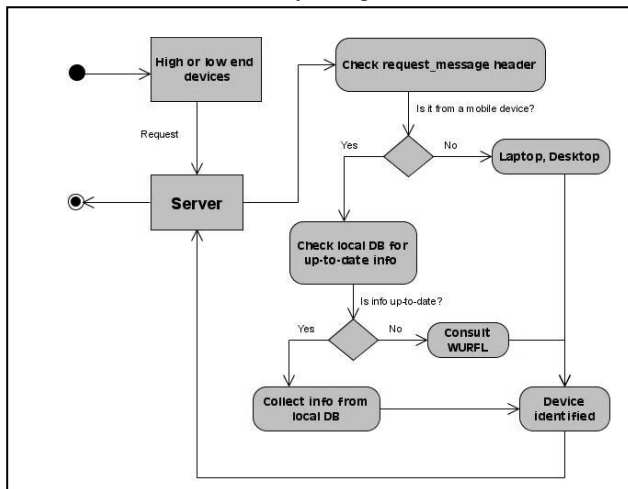 High or low end
devices
Check request_message header
Is it from a mobile device?
Request
Yes
No
Laptop, Desktop
Server
Check local DB for
up-to-date info
Is info up-to-date?
Yes
No
Consult
WURFL
Collect info from
local DB
Device
identified